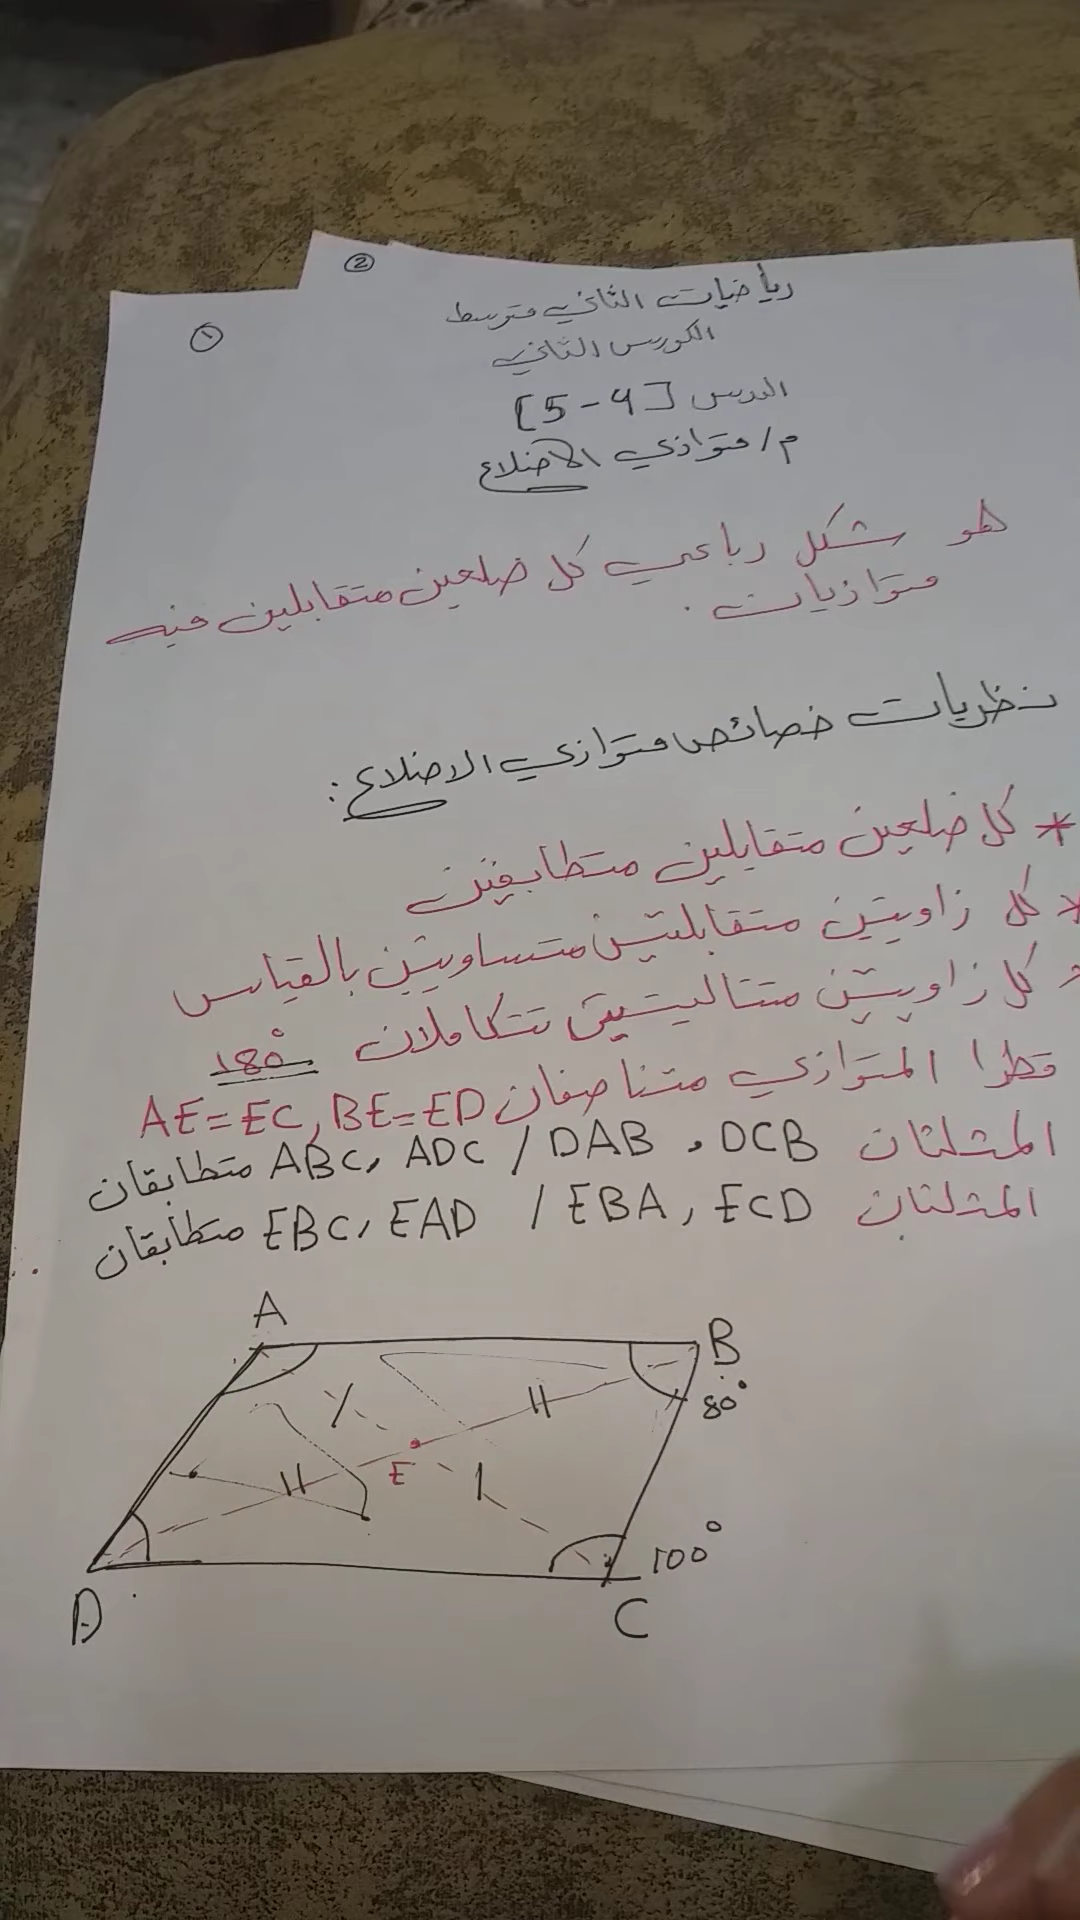 ②
①
رياضيات الثاني متوسط
الكورس الثاني
الدرس [4-5]
م/ متوازي الاضلاع
هو شكل رباعي كل ضلعين متقابلين فيه
متوازيات.
نظريات خصائص متوازي الاضلاع:
* كل ضلعين متقابلين متطابقين
* كل زاويتين متقابلتين متساويتين بالقياس
كل زاويتين متتاليتيتن تتكاملان 180°
قطرا المتوازي متناصفان AE=EC, BE=ED
المثلثان ABC, ADC / DAB, DCB متطابقان
المثلثان EBC, EAD / EBA, ECD متطابقان
A
B
80°
E
100°
D
C